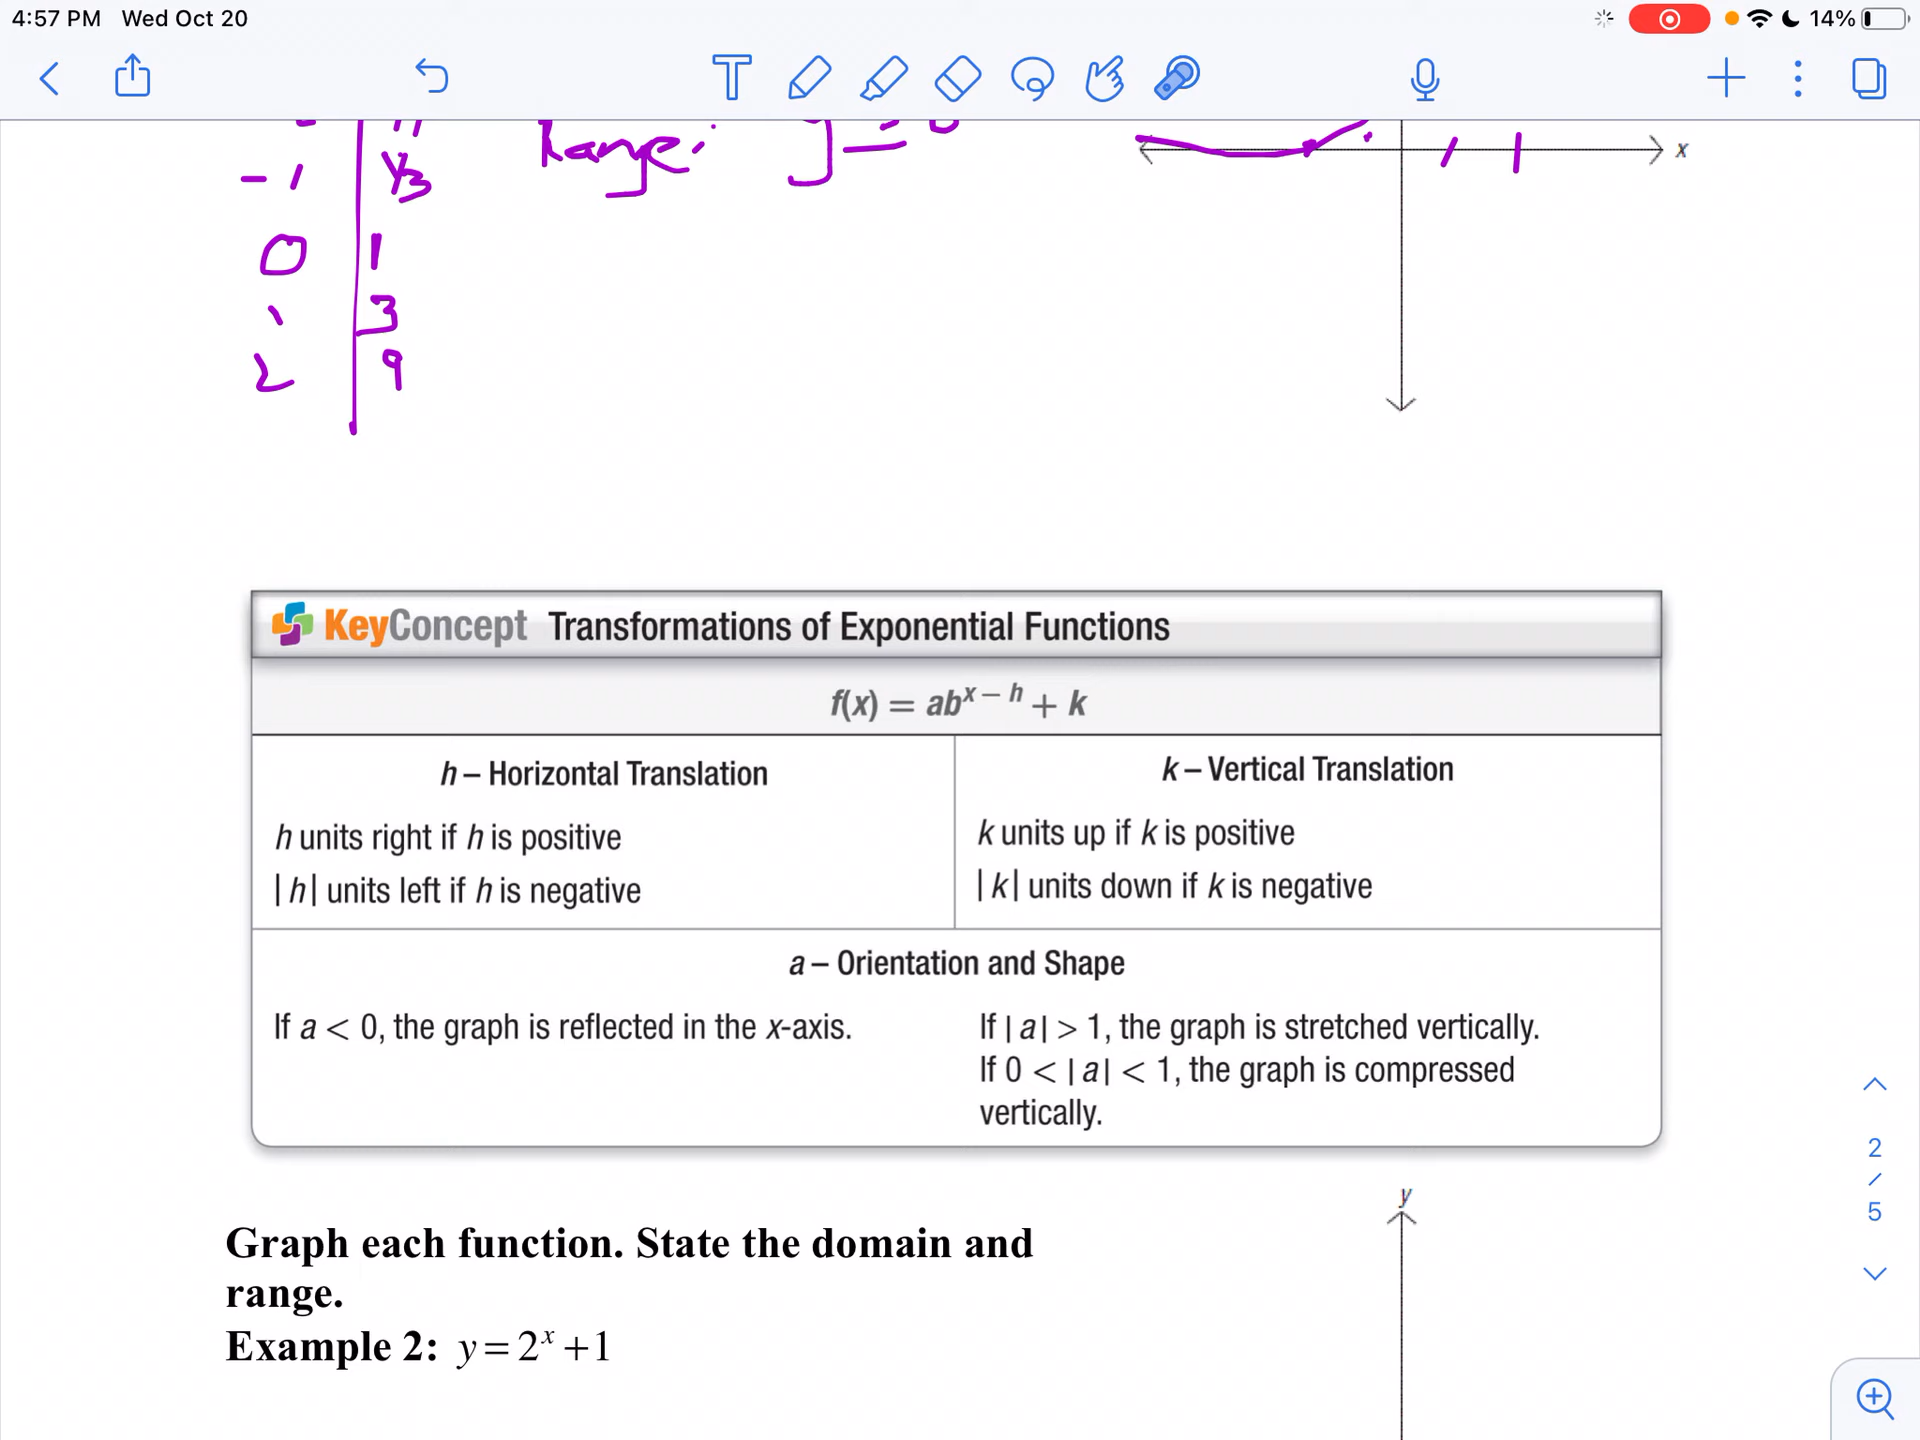 4:57 PM Wed Oct 20
14%
Range:
x
-1 1/3
0 1
1 3
2 9
KeyConcept Transformations of Exponential Functions
f(x) = ab^{x − h} + k
h – Horizontal Translation
h units right if h is positive
|h| units left if h is negative
k – Vertical Translation
k units up if k is positive
|k| units down if k is negative
a – Orientation and Shape
If a < 0, the graph is reflected in the x-axis.
If |a| > 1, the graph is stretched vertically.
If 0 < |a| < 1, the graph is compressed
vertically.
y
Graph each function. State the domain and
range.
Example 2: y = 2^x + 1
2
/
5